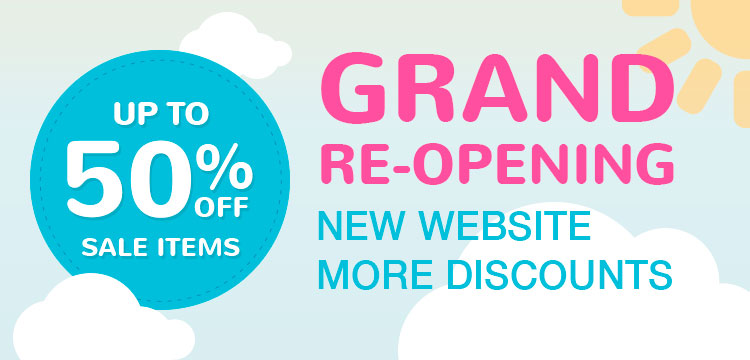 UP TO
50% OFF
SALE ITEMS
GRAND
RE-OPENING
NEW WEBSITE
MORE DISCOUNTS